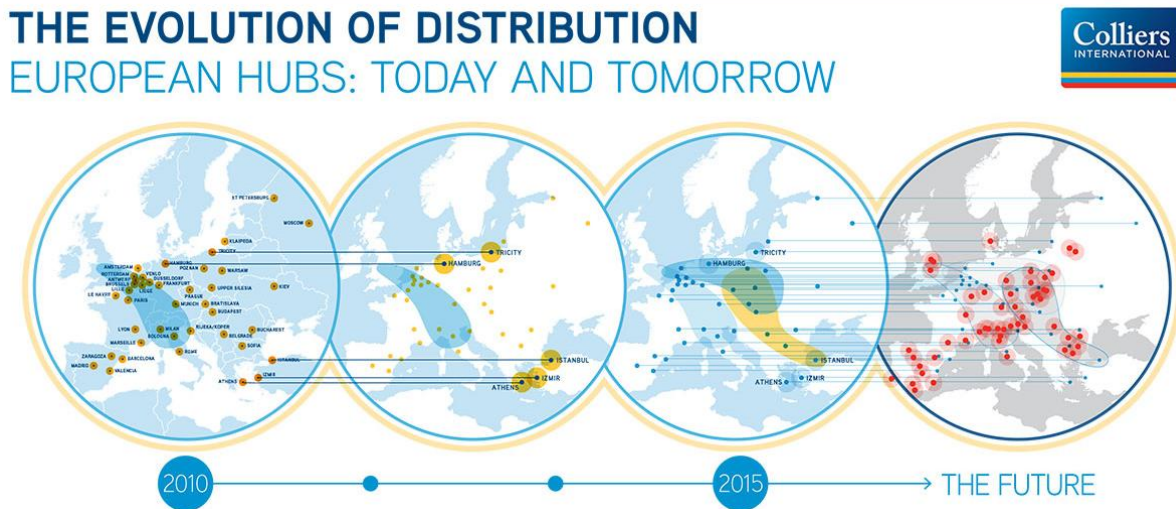 THE EVOLUTION OF DISTRIBUTION
EUROPEAN HUBS: TODAY AND TOMORROW
Colliers
INTERNATIONAL
ST PETERSBURG
MOSCOW
KLAIPEDA
TRICITY
HAMBURG
AMSTERDAM
POZNAN
WARSAW
ROTTERDAM
VENLO
ANTWERP
DUSSELDORF
BRUSSELS
FRANKFURT
LILLE
LIEGE
UPPER SILESIA
KIEV
PRAGUE
LE HAVRE
PARIS
MUNICH
BRATISLAVA
BUDAPEST
LYON
MILAN
RIJEKA/KOPER
BUCHAREST
BOLOGNA
BELGRADE
MARSEILLE
SOFIA
ROME
ZARAGOZA
BARCELONA
MADRID
VALENCIA
ISTANBUL
IZMIR
ATHENS
TRICITY
HAMBURG
ISTANBUL
IZMIR
ATHENS
TRICITY
HAMBURG
ISTANBUL
ATHENS
IZMIR
2010
2015
THE FUTURE